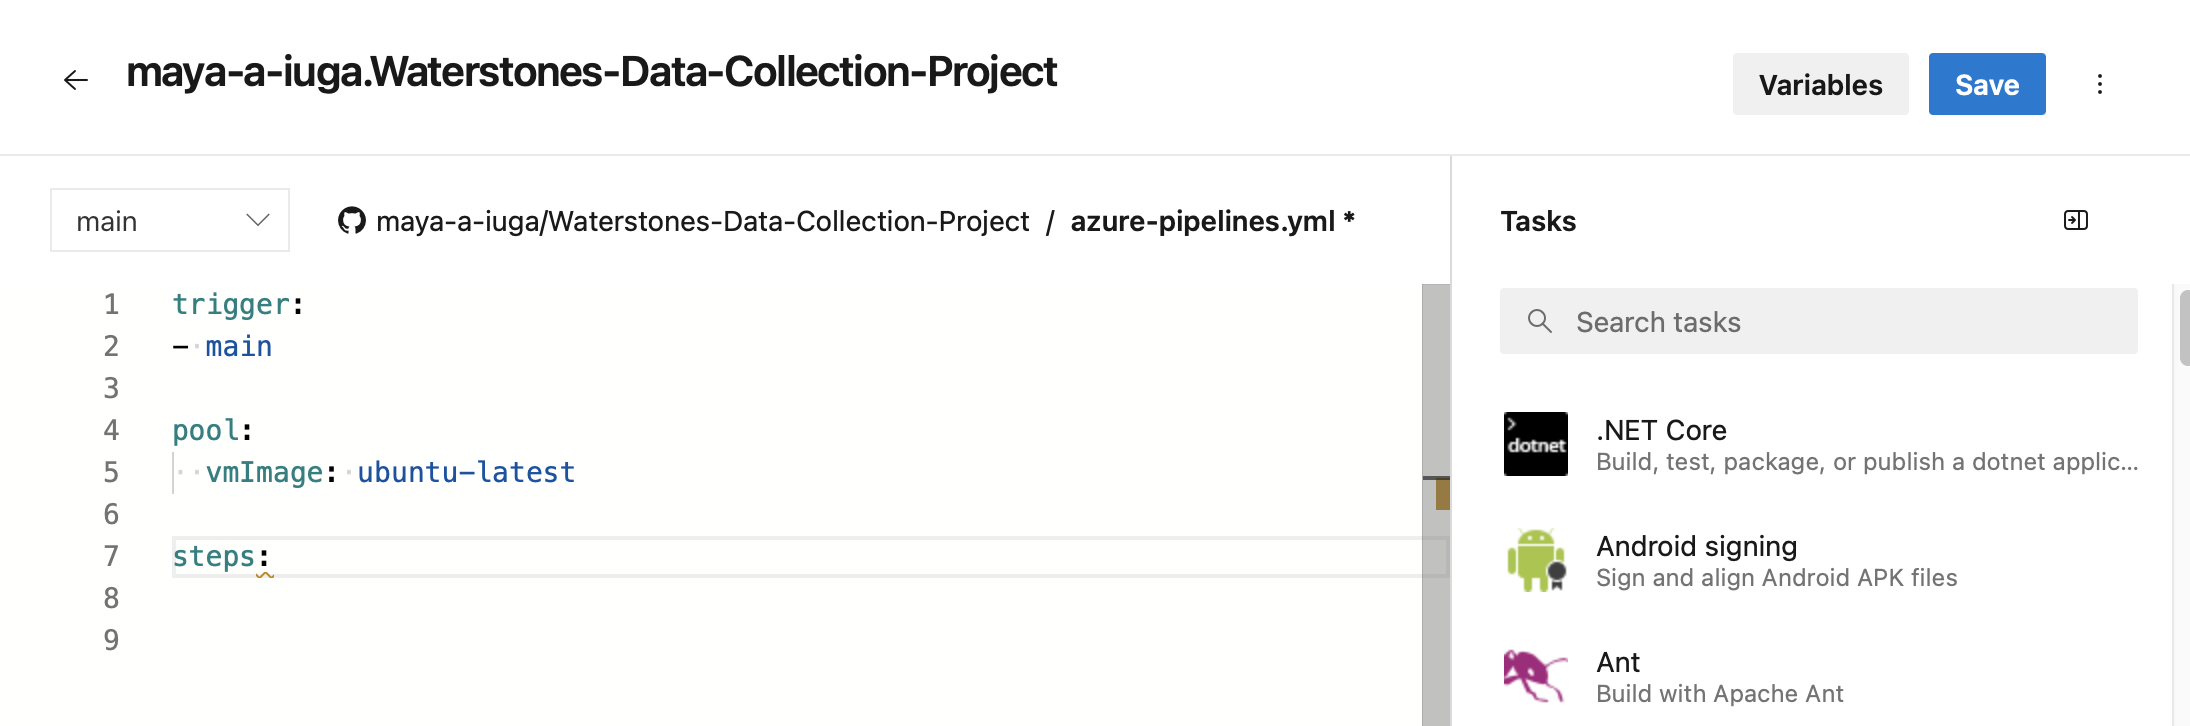 maya-a-iuga.Waterstones-Data-Collection-Project
Variables
Save
main
maya-a-iuga/Waterstones-Data-Collection-Project / azure-pipelines.yml *
1 trigger:
2 - main
3
4 pool:
5   vmImage: ubuntu-latest
6
7 steps:
8
9
Tasks
Search tasks
dotnet
.NET Core
Build, test, package, or publish a dotnet applic...
Android signing
Sign and align Android APK files
Ant
Build with Apache Ant